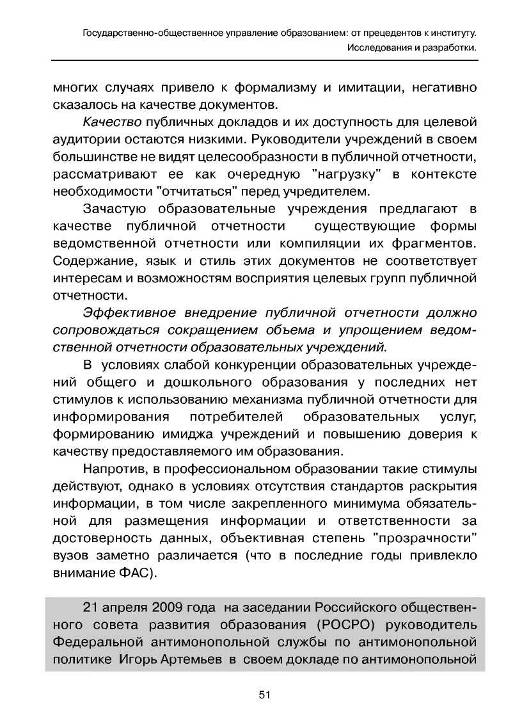 Государственно-общественное управление образованием: от прецедентов к институту.
Исследования и разработки.
многих случаях привело к формализму и имитации, негативно
сказалось на качестве документов.
Качество публичных докладов и их доступность для целевой
аудитории остаются низкими. Руководители учреждений в своем
большинстве не видят целесообразности в публичной отчетности,
рассматривают ее как очередную "нагрузку" в контексте
необходимости "отчитаться" перед учредителем.
Зачастую образовательные учреждения предлагают в
качестве публичной отчетности существующие формы
ведомственной отчетности или компиляции их фрагментов.
Содержание, язык и стиль этих документов не соответствует
интересам и возможностям восприятия целевых групп публичной
отчетности.
Эффективное внедрение публичной отчетности должно
сопровождаться сокращением объема и упрощением ведом-
ственной отчетности образовательных учреждений.
В условиях слабой конкуренции образовательных учрежде-
ний общего и дошкольного образования у последних нет
стимулов к использованию механизма публичной отчетности для
информирования потребителей образовательных услуг,
формированию имиджа учреждений и повышению доверия к
качеству предоставляемого им образования.
Напротив, в профессиональном образовании такие стимулы
действуют, однако в условиях отсутствия стандартов раскрытия
информации, в том числе закрепленного минимума обязатель-
ной для размещения информации и ответственности за
достоверность данных, объективная степень "прозрачности"
вузов заметно различается (что в последние годы привлекло
внимание ФАС).
21 апреля 2009 года на заседании Российского обществен-
ного совета развития образования (РОСРО) руководитель
Федеральной антимонопольной службы по антимонопольной
политике Игорь Артемьев в своем докладе по антимонопольной
51